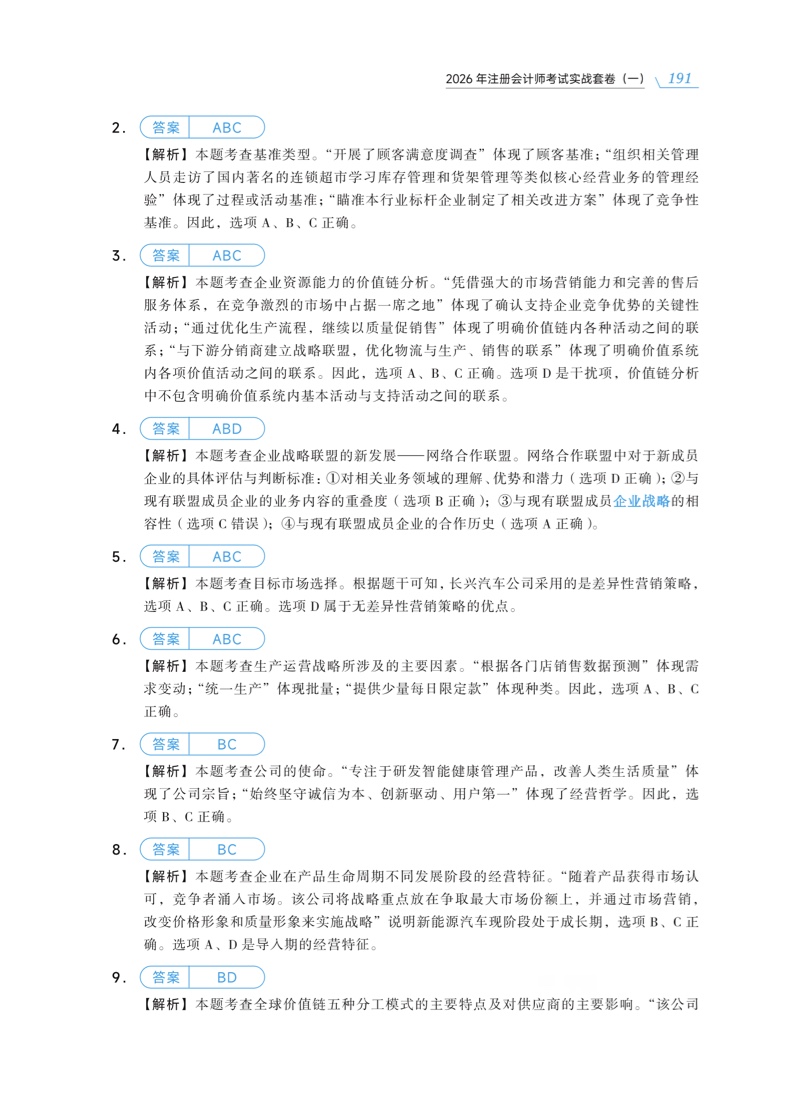 2026 年注册会计师考试实战套卷（一） 191
2. 答案 ABC
【解析】本题考查基准类型。“开展了顾客满意度调查”体现了顾客基准；“组织相关管理
人员走访了国内著名的连锁超市学习库存管理和货架管理等类似核心经营业务的管理经
验”体现了过程或活动基准；“瞄准本行业标杆企业制定了相关改进方案”体现了竞争性
基准。因此，选项 A、B、C 正确。
3. 答案 ABC
【解析】本题考查企业资源能力的价值链分析。“凭借强大的市场营销能力和完善的售后
服务体系，在竞争激烈的市场中占据一席之地”体现了确认支持企业竞争优势的关键性
活动；“通过优化生产流程，继续以质量促销售”体现了明确价值链内各种活动之间的联
系；“与下游分销商建立战略联盟，优化物流与生产、销售的联系”体现了明确价值系统
内各项价值活动之间的联系。因此，选项 A、B、C 正确。选项 D 是干扰项，价值链分析
中不包含明确价值系统内基本活动与支持活动之间的联系。
4. 答案 ABD
【解析】本题考查企业战略联盟的新发展——网络合作联盟。网络合作联盟中对于新成员
企业的具体评估与判断标准：①对相关业务领域的理解、优势和潜力（选项 D 正确）；②与
现有联盟成员企业的业务内容的重叠度（选项 B 正确）；③与现有联盟成员企业战略的相
容性（选项 C 错误）；④与现有联盟成员企业的合作历史（选项 A 正确）。
5. 答案 ABC
【解析】本题考查目标市场选择。根据题干可知，长兴汽车公司采用的是差异性营销策略，
选项 A、B、C 正确。选项 D 属于无差异性营销策略的优点。
6. 答案 ABC
【解析】本题考查生产运营战略所涉及的主要因素。“根据各门店销售数据预测”体现需
求变动；“统一生产”体现批量；“提供少量每日限定款”体现种类。因此，选项 A、B、C
正确。
7. 答案 BC
【解析】本题考查公司的使命。“专注于研发智能健康管理产品，改善人类生活质量”体
现了公司宗旨；“始终坚守诚信为本、创新驱动、用户第一”体现了经营哲学。因此，选
项 B、C 正确。
8. 答案 BC
【解析】本题考查企业在产品生命周期不同发展阶段的经营特征。“随着产品获得市场认
可，竞争者涌入市场。该公司将战略重点放在争取最大市场份额上，并通过市场营销，
改变价格形象和质量形象来实施战略”说明新能源汽车现阶段处于成长期，选项 B、C 正
确。选项 A、D 是导入期的经营特征。
9. 答案 BD
【解析】本题考查全球价值链五种分工模式的主要特点及对供应商的主要影响。“该公司